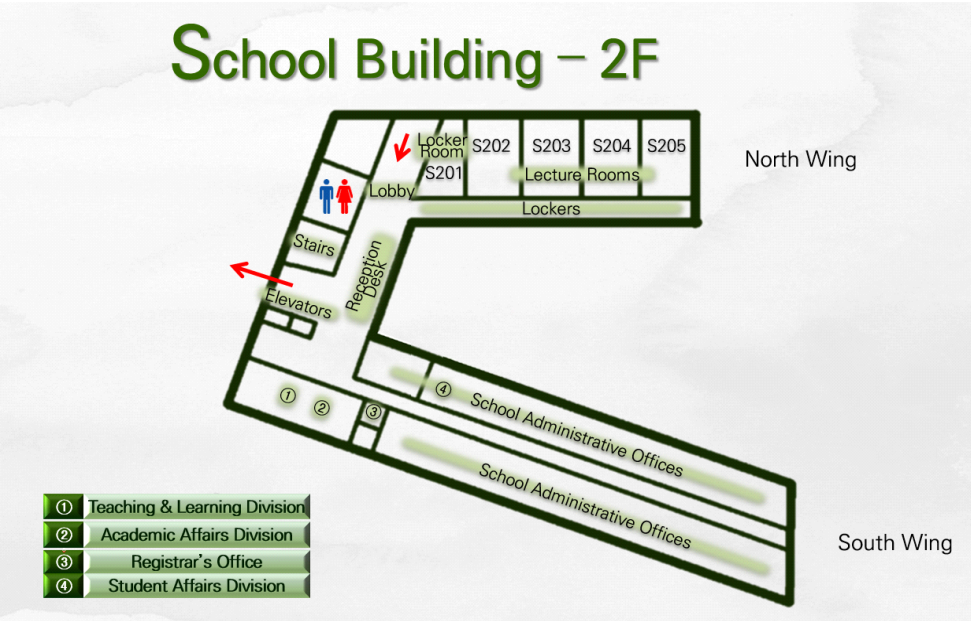 School Building – 2F
Locker
Room
S201
S202
S203
S204
S205
Lecture Rooms
North Wing
Lobby
Lockers
Stairs
Reception
Desk
Elevators
① ②
③
④ School Administrative Offices
School Administrative Offices
South Wing
① Teaching & Learning Division
② Academic Affairs Division
③ Registrar's Office
④ Student Affairs Division